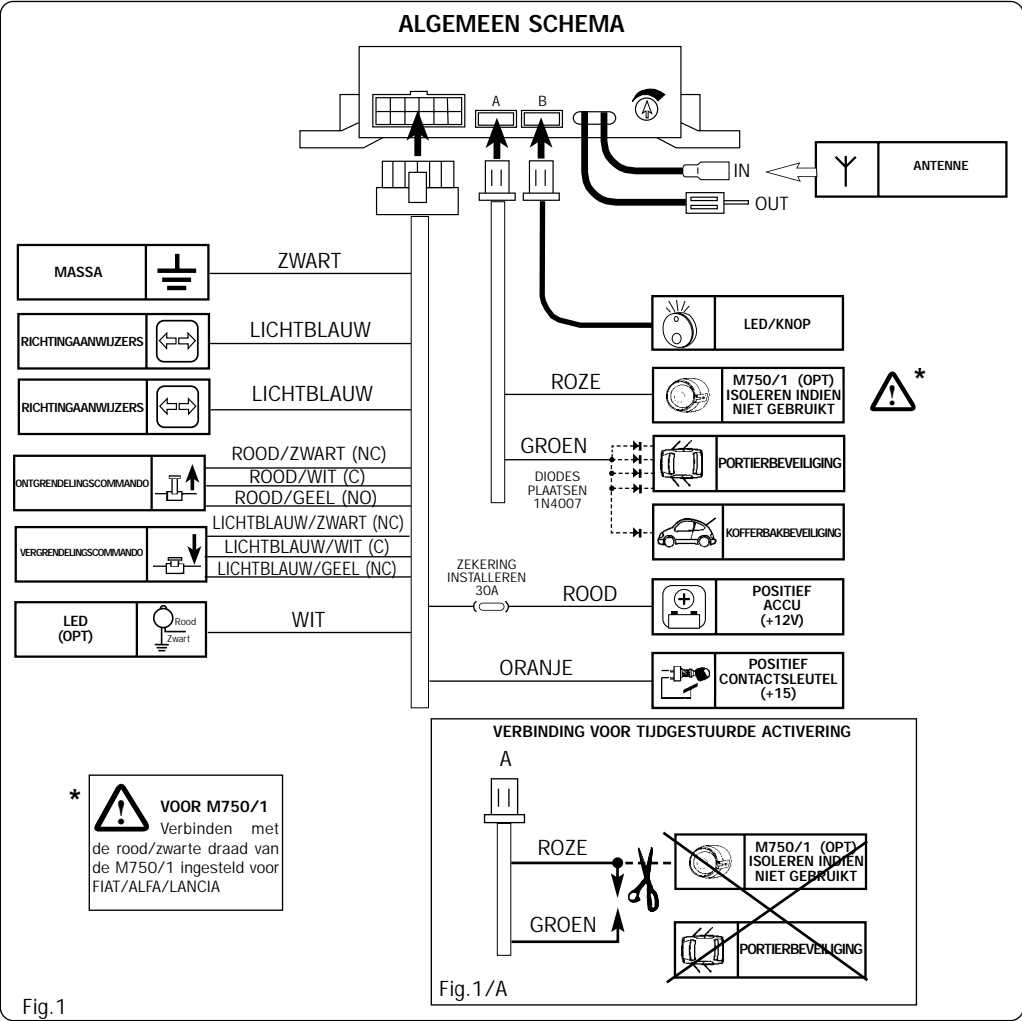 ALGEMEEN SCHEMA
A
B
IN
OUT
ANTENNE
MASSA
ZWART
RICHTINGAANWIJZERS
LICHTBLAUW
RICHTINGAANWIJZERS
LICHTBLAUW
ONTGRENDELINGSCOMMANDO
ROOD/ZWART (NC)
ROOD/WIT (C)
ROOD/GEEL (NO)
VERGRENDELINGSCOMMANDO
LICHTBLAUW/ZWART (NC)
LICHTBLAUW/WIT (C)
LICHTBLAUW/GEEL (NC)
LED
(OPT)
Rood
Zwart
WIT
LED/KNOP
ROZE
M750/1 (OPT)
ISOLEREN INDIEN
NIET GEBRUIKT
*
GROEN
DIODES
PLAATSEN
1N4007
PORTIERBEVEILIGING
KOFFERBAKBEVEILIGING
ZEKERING
INSTALLEREN
30A
ROOD
POSITIEF
ACCU
(+12V)
ORANJE
POSITIEF
CONTACTSLEUTEL
(+15)
*
VOOR M750/1
Verbinden met
de rood/zwarte draad van
de M750/1 ingesteld voor
FIAT/ALFA/LANCIA
VERBINDING VOOR TIJDGESTUURDE ACTIVERING
A
ROZE
GROEN
M750/1 (OPT)
ISOLEREN INDIEN
NIET GEBRUIKT
PORTIERBEVEILIGING
Fig.1/A
Fig.1